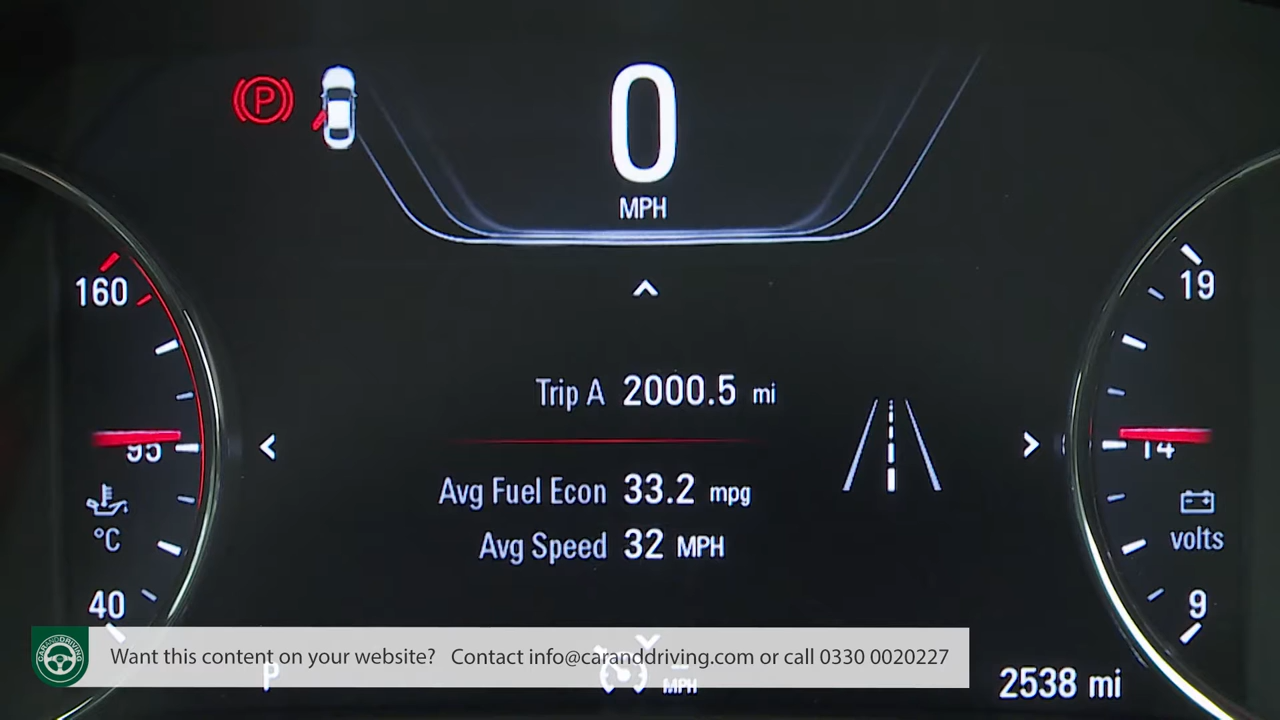 P
0
MPH
160
19
Trip A 2000.5 mi
95
14
Avg Fuel Econ 33.2 mpg
Avg Speed 32 MPH
°C
volts
40
9
CARANDDRIVING
Want this content on your website? Contact info@caranddriving.com or call 0330 0020227
P
-- MPH
2538 mi